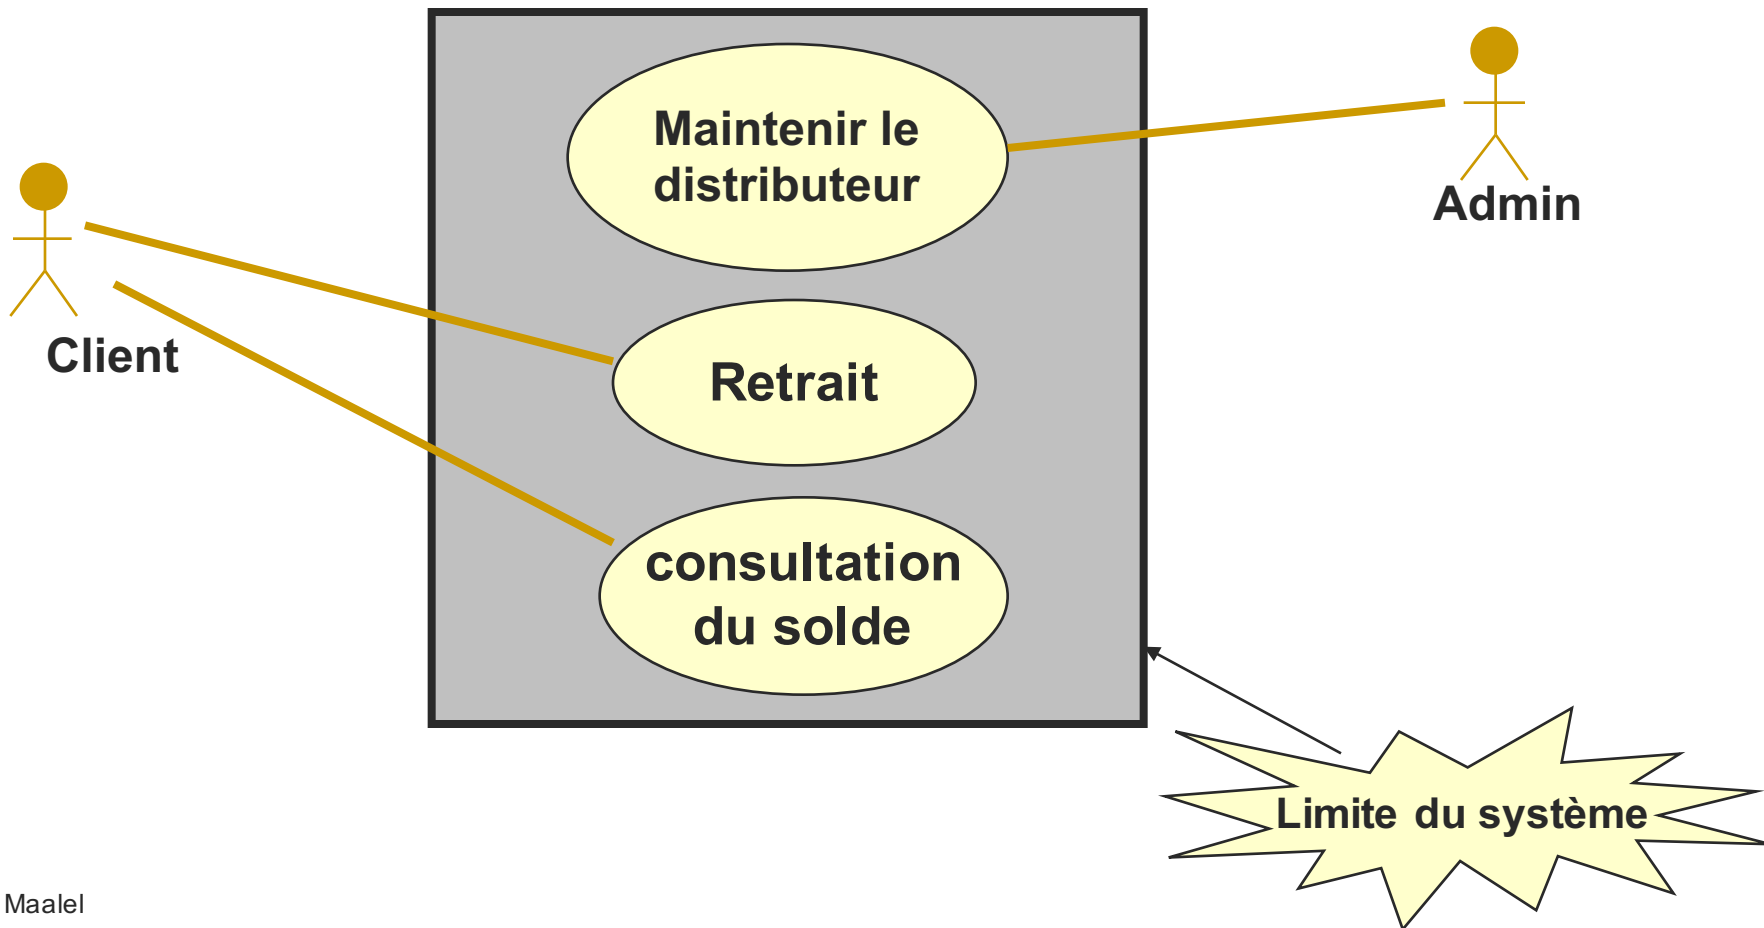 Maintenir le
distributeur
Admin
Client
Retrait
consultation
du solde
Limite du système
Maalel